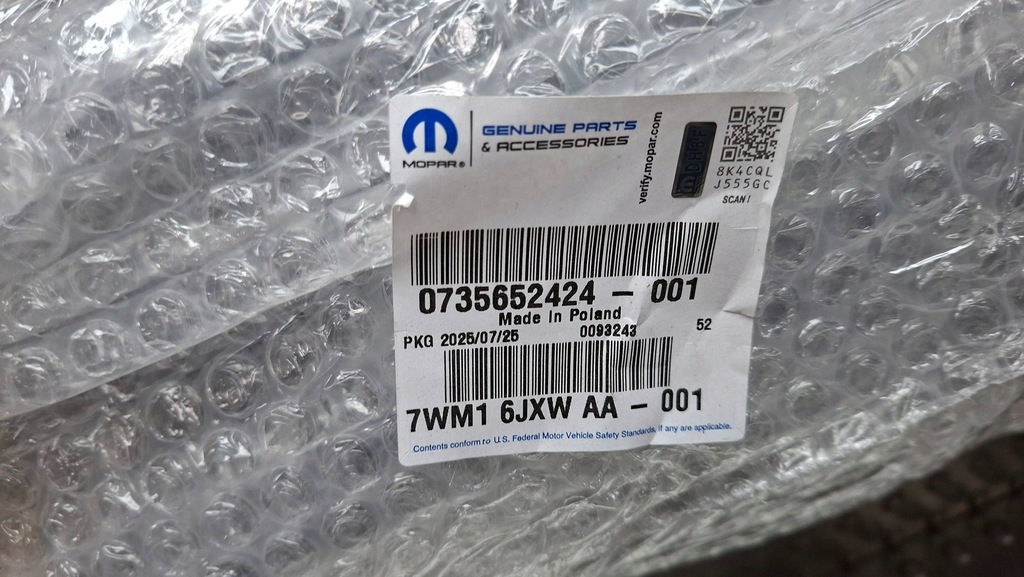 MOPAR®
GENUINE PARTS
& ACCESSORIES
verify.mopar.com
8K4CQL
J555GC
SCAN!
0735652424 - 001
Made In Poland
PKG 2025/07/25 0093243 52
7WM1 6JXW AA - 001
Contents conform to U.S. Federal Motor Vehicle Safety Standards, if any are applicable.